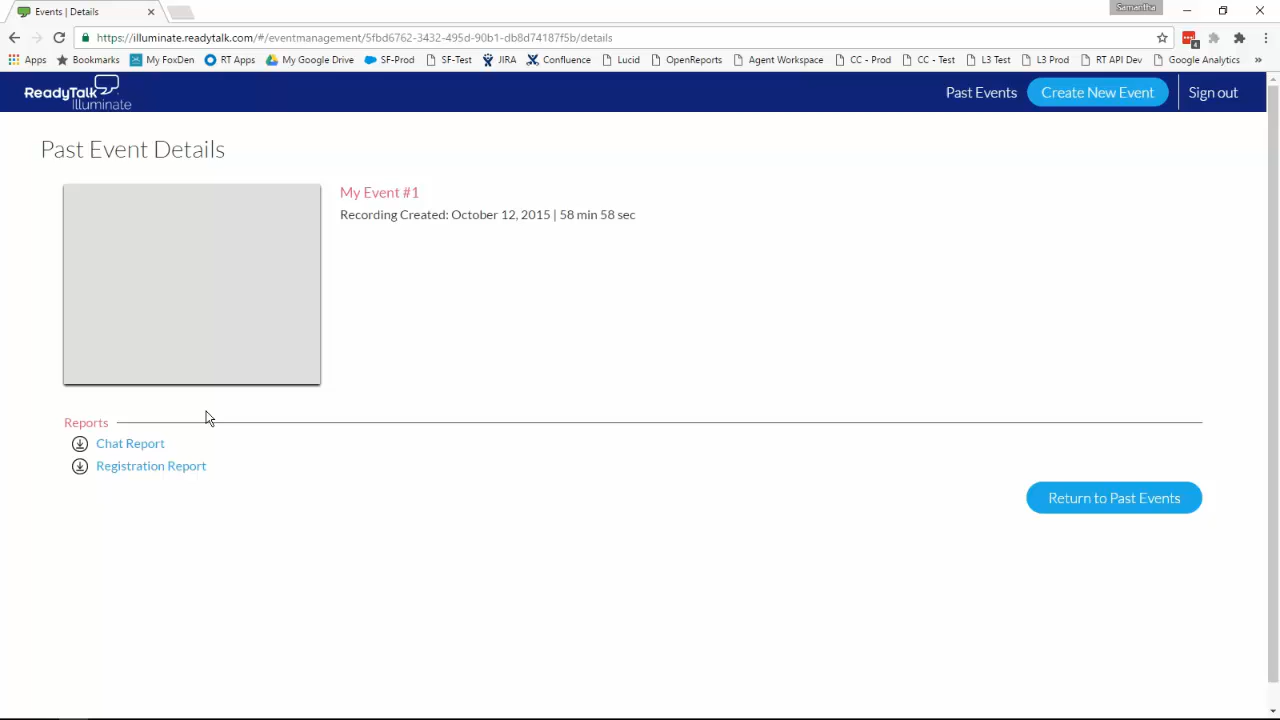 Events | Details
Samantha
https://illuminate.readytalk.com/#/eventmanagement/5fbd6762-3432-495d-90b1-db8d74187f5b/details
Apps Bookmarks My FoxDen RT Apps My Google Drive SF-Prod SF-Test JIRA Confluence Lucid OpenReports Agent Workspace CC - Prod CC - Test L3 Test L3 Prod RT API Dev Google Analytics »
ReadyTalk
Illuminate
Past Events Create New Event Sign out
Past Event Details
My Event #1
Recording Created: October 12, 2015 | 58 min 58 sec
Reports
Chat Report
Registration Report
Return to Past Events